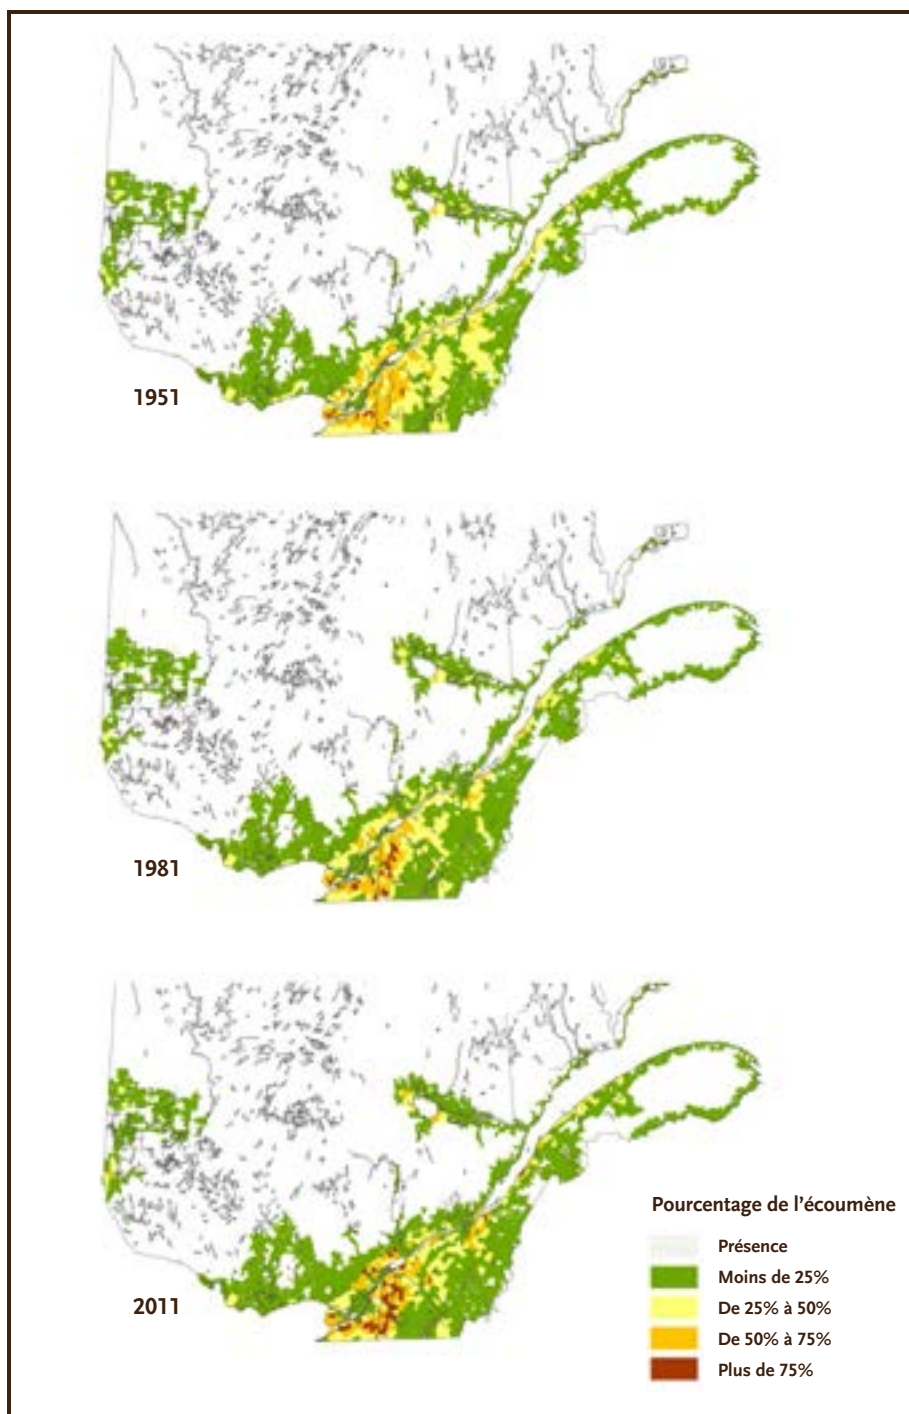 1951
1981
2011
Pourcentage de l'écoumène
Présence
Moins de 25%
De 25% à 50%
De 50% à 75%
Plus de 75%